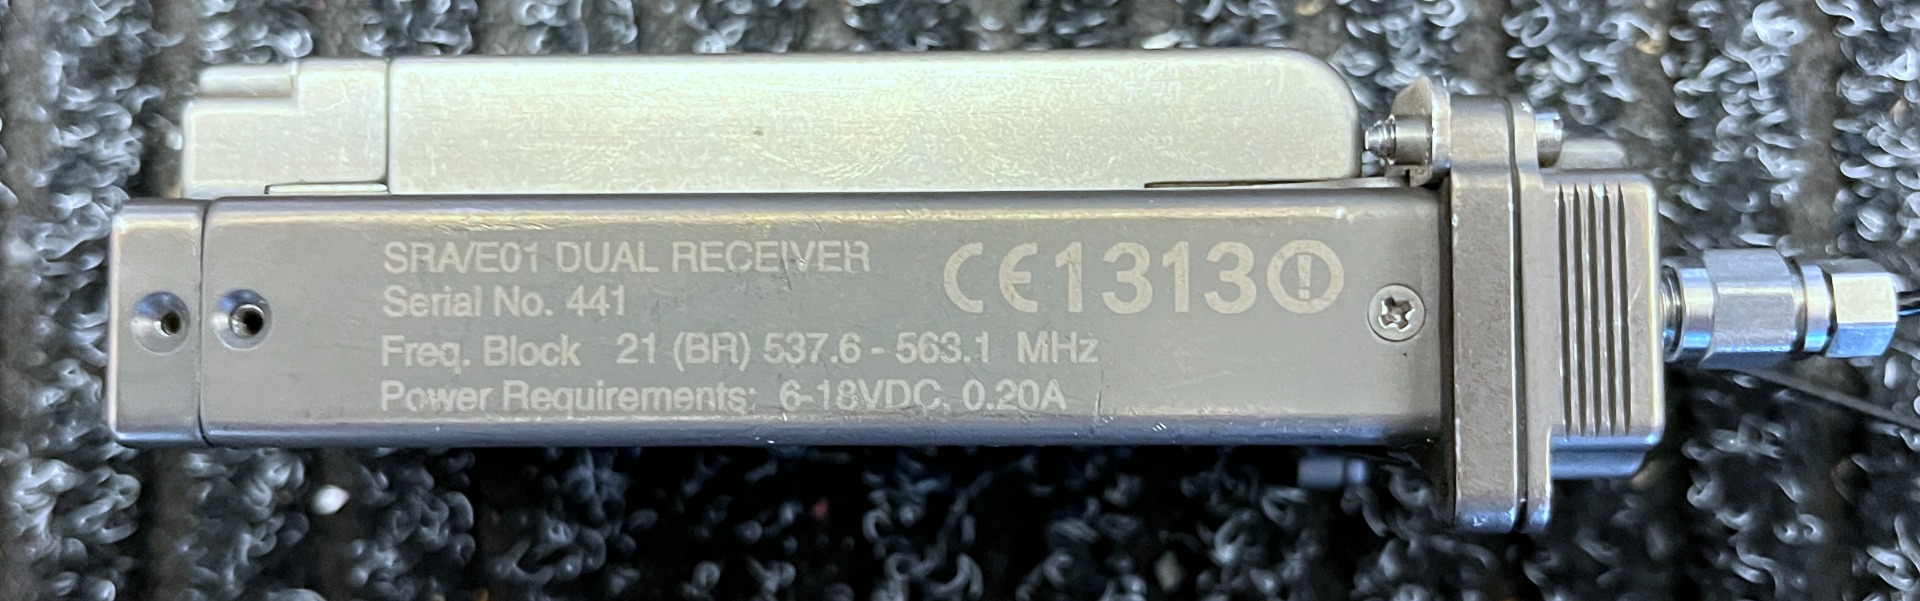 SRA/E01 DUAL RECEIVER
Serial No. 441
Freq. Block 21 (BR) 537.6 - 563.1 MHz
Power Requirements: 6-18VDC, 0.20A
CE1313